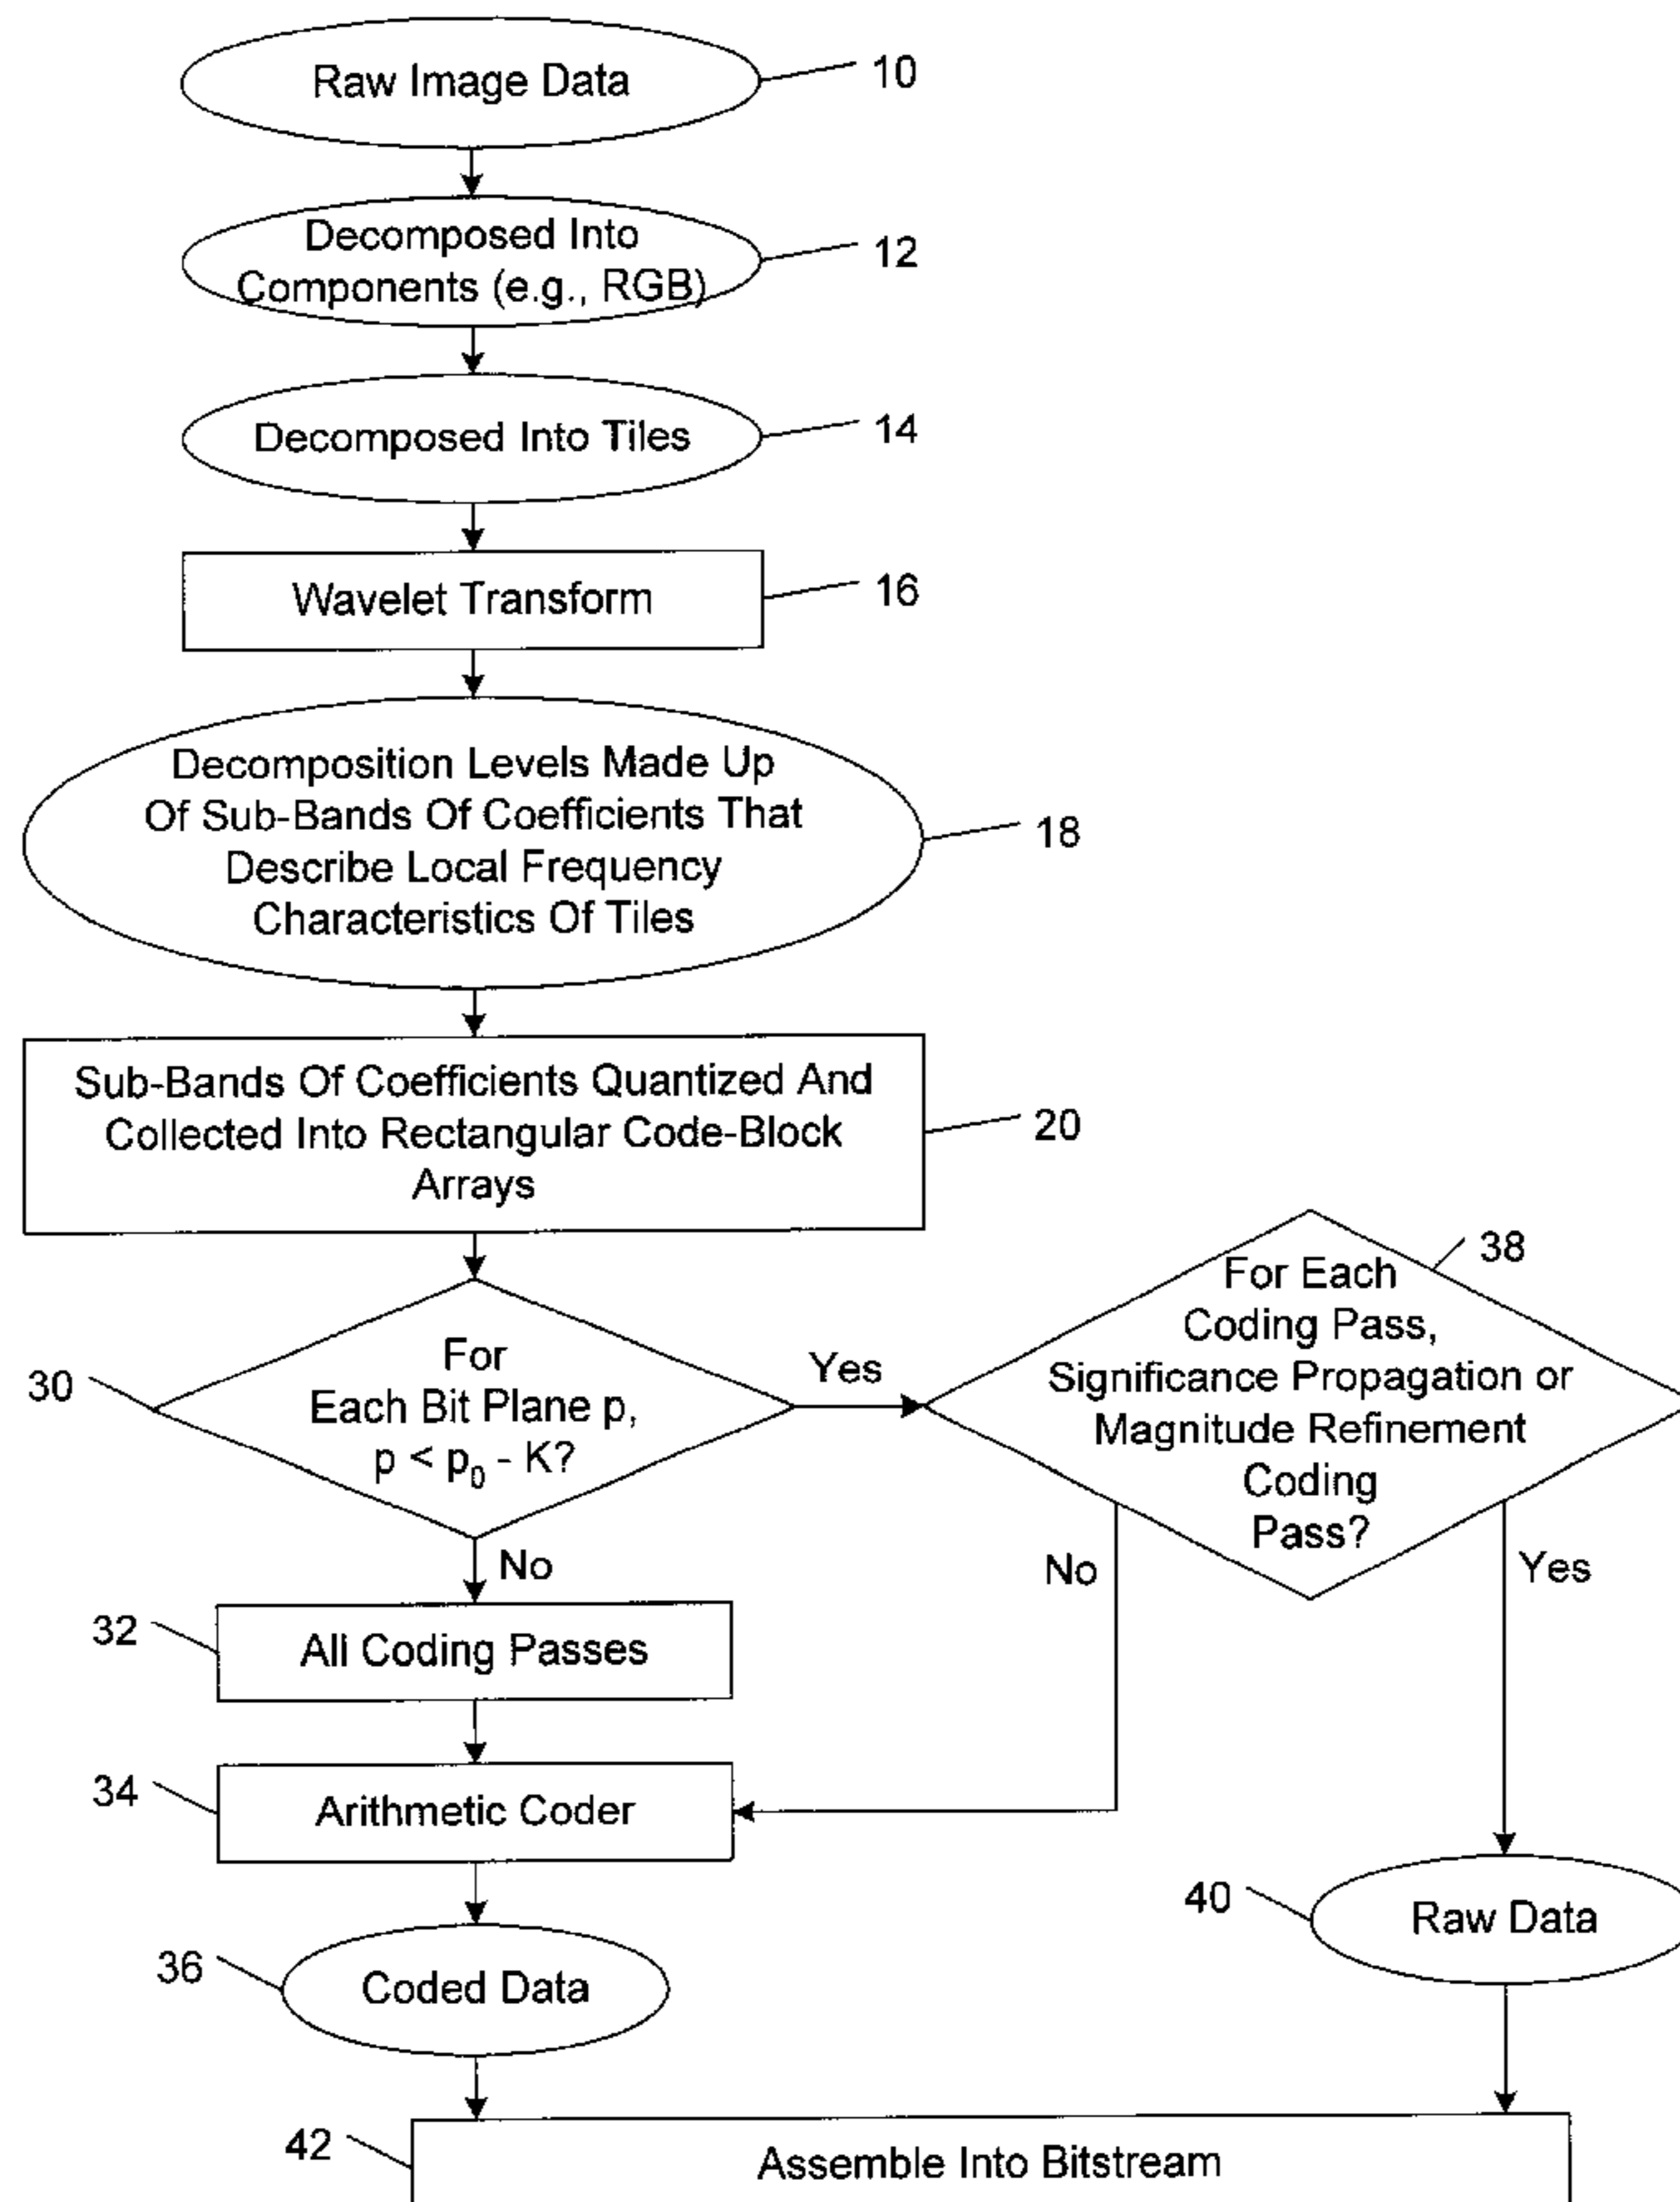 Raw Image Data
10
Decomposed Into
Components (e.g., RGB)
12
Decomposed Into Tiles
14
Wavelet Transform
16
Decomposition Levels Made Up
Of Sub-Bands Of Coefficients That
Describe Local Frequency
Characteristics Of Tiles
18
Sub-Bands Of Coefficients Quantized And
Collected Into Rectangular Code-Block
Arrays
20
30
For
Each Bit Plane p,
p < p₀ - K?
Yes
No
38
For Each
Coding Pass,
Significance Propagation or
Magnitude Refinement
Coding
Pass?
No
Yes
32
All Coding Passes
34
Arithmetic Coder
36
Coded Data
40
Raw Data
42
Assemble Into Bitstream